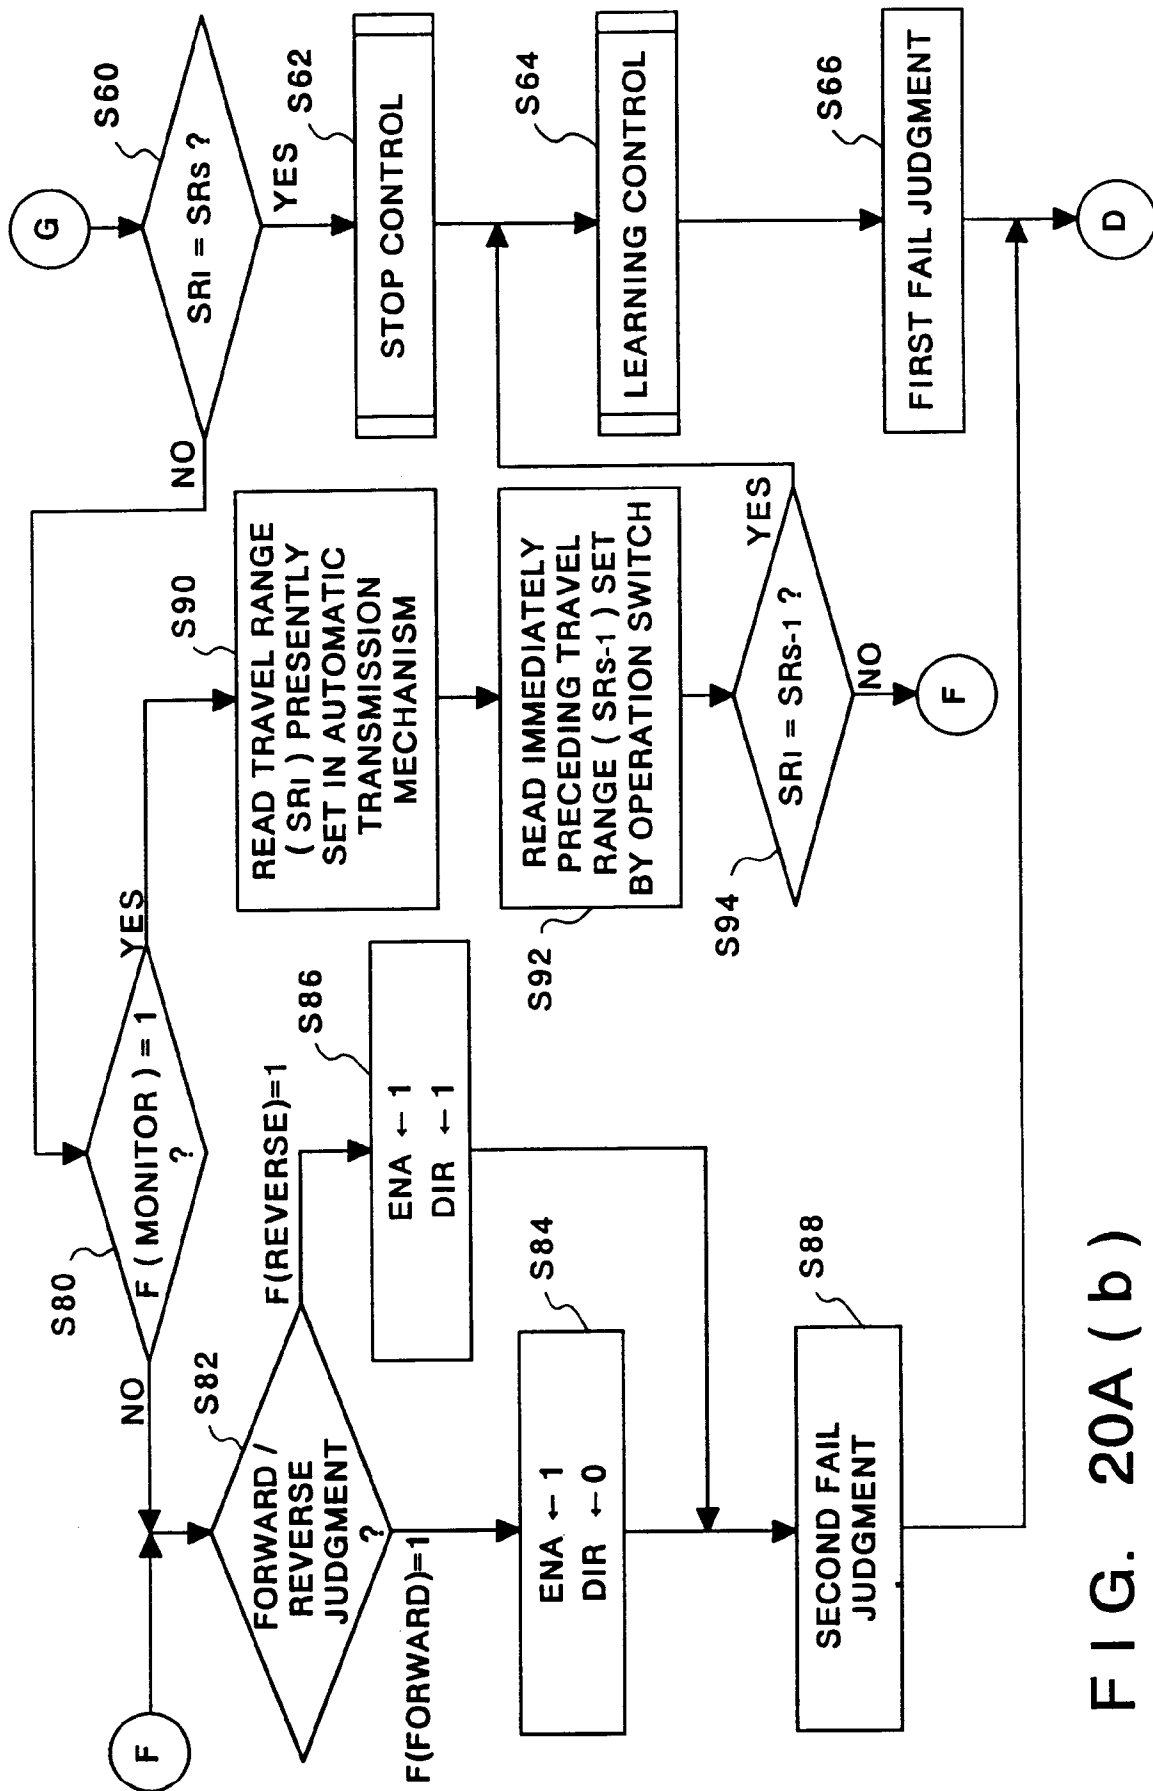 G
S60
SRI = SRs ?
YES
NO
S62
STOP CONTROL
S64
LEARNING CONTROL
S66
FIRST FAIL JUDGMENT
D
S80
F ( MONITOR ) = 1
?
YES
NO
S90
READ TRAVEL RANGE
( SRI ) PRESENTLY
SET IN AUTOMATIC
TRANSMISSION
MECHANISM
S92
READ IMMEDIATELY
PRECEDING TRAVEL
RANGE ( SRs-1 ) SET
BY OPERATION SWITCH
S94
SRI = SRs-1 ?
YES
NO
F
F
S82
FORWARD /
REVERSE
JUDGMENT
?
F(REVERSE)=1
F(FORWARD)=1
S86
ENA ← 1
DIR ← 1
S84
ENA ← 1
DIR ← 0
S88
SECOND FAIL
JUDGMENT
FIG. 20A ( b )